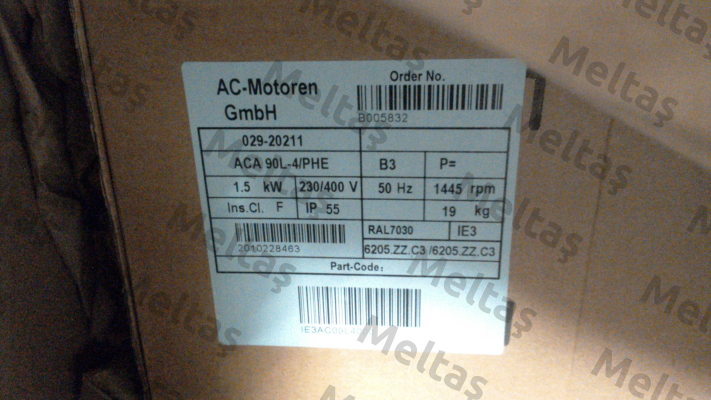 AC-Motoren
GmbH
Order No.
B005832
029-20211
ACA 90L-4/PHE B3 P=
1.5 kW 230/400 V 50 Hz 1445 rpm
Ins.Cl. F IP 55 19 kg
RAL7030 IE3
2010228463
6205.ZZ.C3 /6205.ZZ.C3
Part-Code:
Meltaş